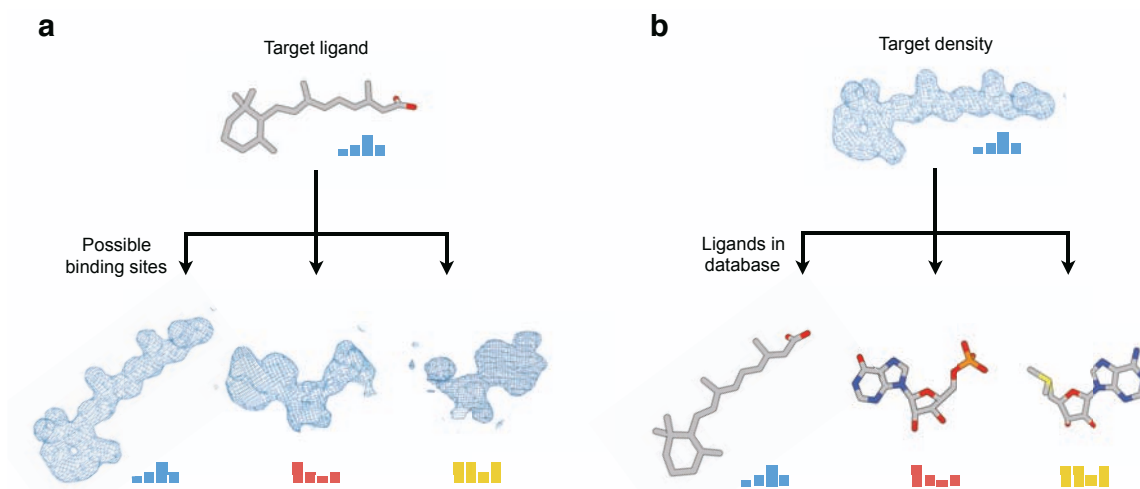 a
Target ligand
Possible
binding sites
b
Target density
Ligands in
database